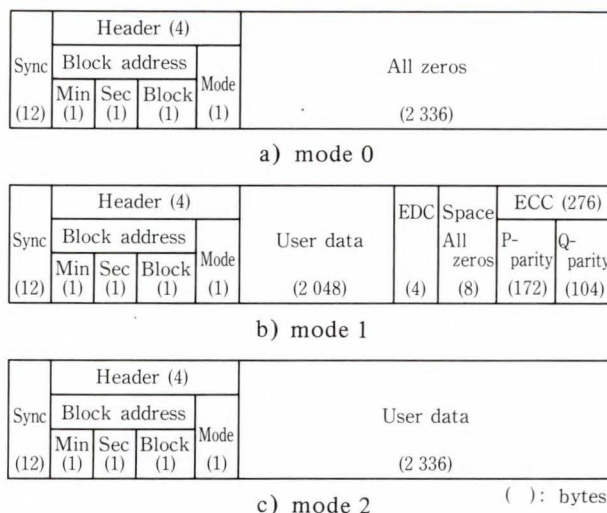 Header (4)
Sync Block address Mode All zeros
Min Sec Block
(12) (1) (1) (1) (1) (2 336)
a) mode 0
Header (4) EDC Space ECC (276)
Sync Block address Mode User data All zeros P-parity Q-parity
Min Sec Block
(12) (1) (1) (1) (1) (2 048) (4) (8) (172) (104)
b) mode 1
Header (4)
Sync Block address Mode User data
Min Sec Block
(12) (1) (1) (1) (1) (2 336)
c) mode 2
( ): bytes